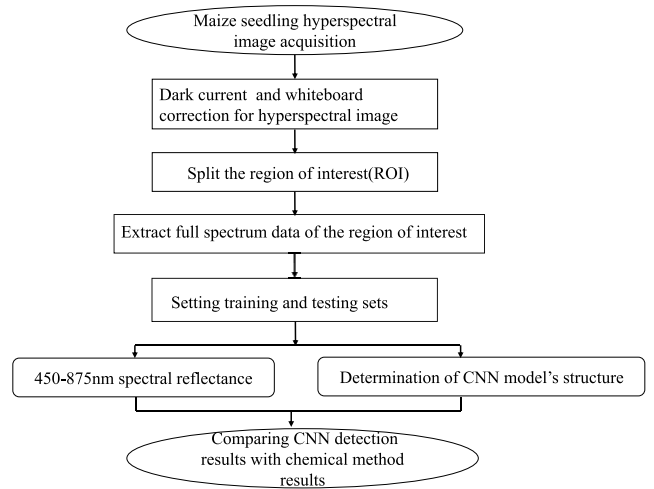 Maize seedling hyperspectral
image acquisition
Dark current and whiteboard
correction for hyperspectral image
Split the region of interest(ROI)
Extract full spectrum data of the region of interest
Setting training and testing sets
450-875nm spectral reflectance
Determination of CNN model's structure
Comparing CNN detection
results with chemical method
results